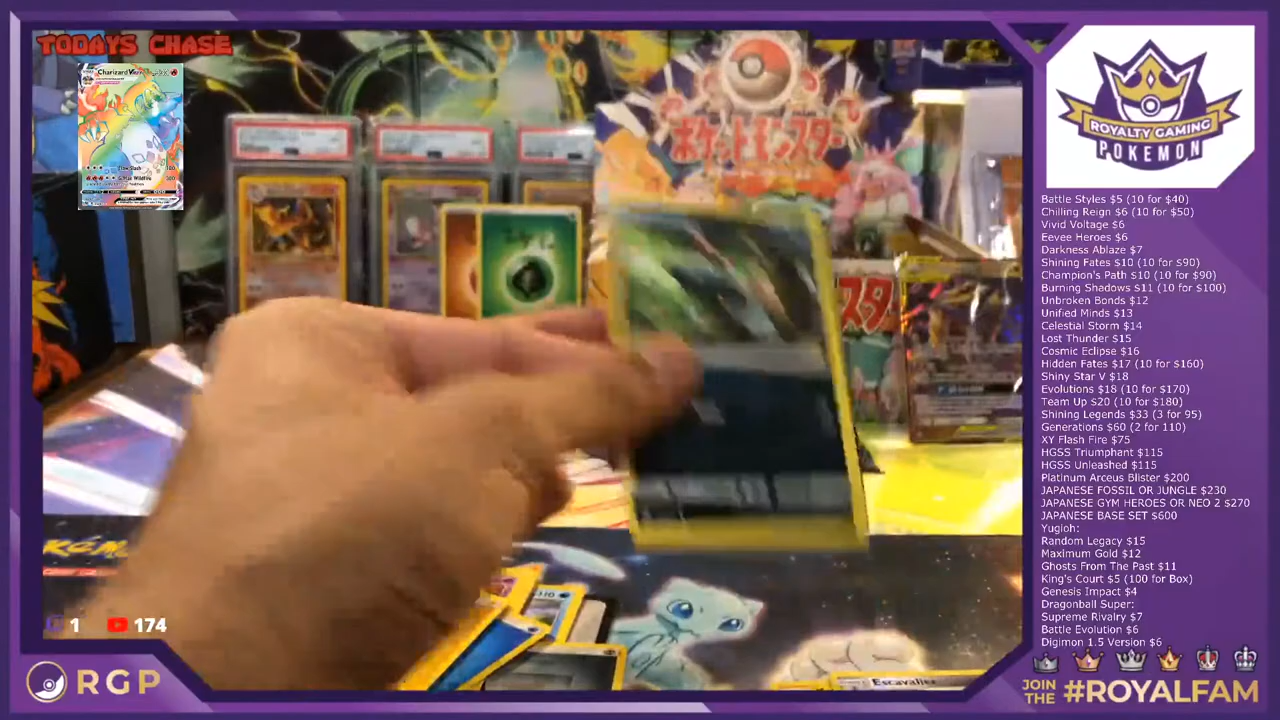 TODAYS CHASE
Charizard
G-Max Wildfire
ポケットモンスター
スタ
Escavalier
1
174
RGP
ROYALTY GAMING
POKEMON
Battle Styles $5 (10 for $40)
Chilling Reign $6 (10 for $50)
Vivid Voltage $6
Eevee Heroes $6
Darkness Ablaze $7
Shining Fates $10 (10 for $90)
Champion's Path $10 (10 for $90)
Burning Shadows $11 (10 for $100)
Unbroken Bonds $12
Unified Minds $13
Celestial Storm $14
Lost Thunder $15
Cosmic Eclipse $16
Hidden Fates $17 (10 for $160)
Shiny Star V $18
Evolutions $18 (10 for $170)
Team Up $20 (10 for $180)
Shining Legends $33 (3 for 95)
Generations $60 (2 for 110)
XY Flash Fire $75
HGSS Triumphant $115
HGSS Unleashed $115
Platinum Arceus Blister $200
JAPANESE FOSSIL OR JUNGLE $230
JAPANESE GYM HEROES OR NEO 2 $270
JAPANESE BASE SET $600
Yugioh:
Random Legacy $15
Maximum Gold $12
Ghosts From The Past $11
King's Court $5 (100 for Box)
Genesis Impact $4
Dragonball Super:
Supreme Rivalry $7
Battle Evolution $6
Digimon 1.5 Version $6
JOIN
THE
#ROYALFAM